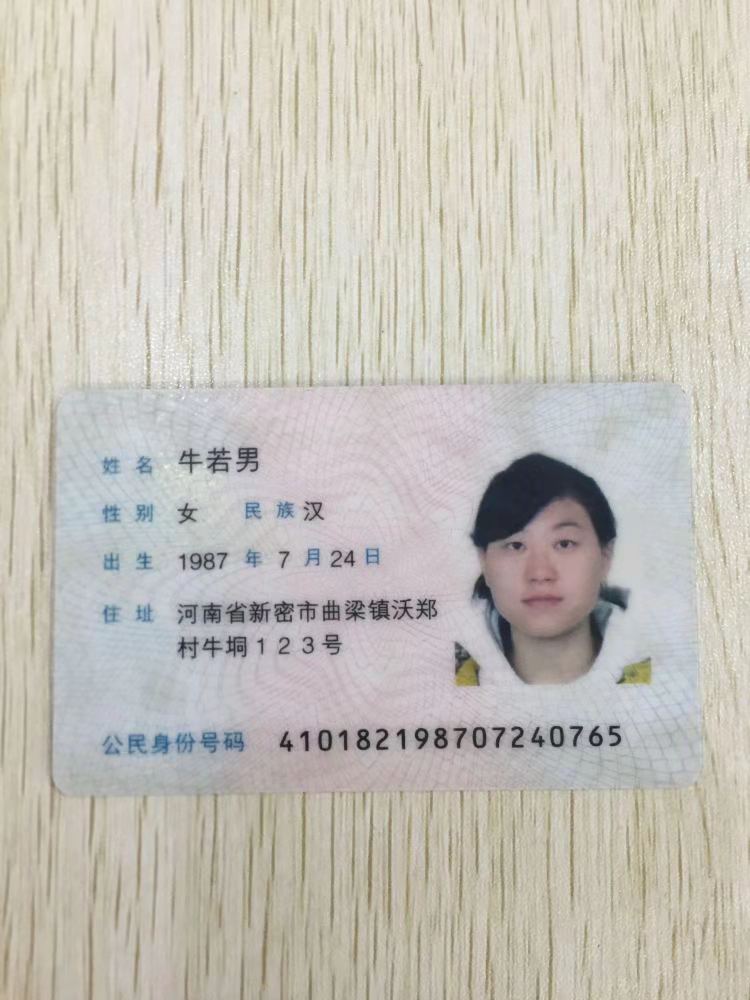 姓名 牛若男
性别 女 民族 汉
出生 1987 年 7 月 24 日
住址 河南省新密市曲梁镇沃郑
村牛垌123号
公民身份号码 410182198707240765